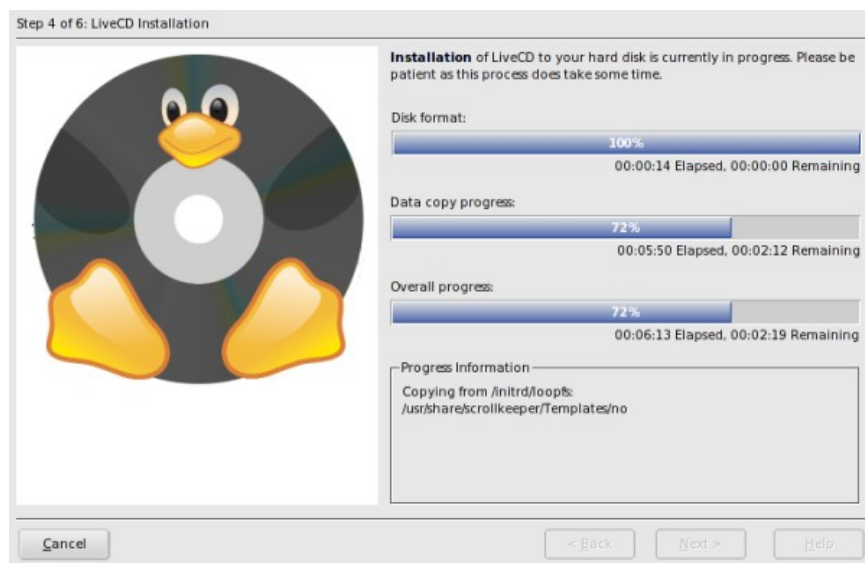 Step 4 of 6: LiveCD Installation
Installation of LiveCD to your hard disk is currently in progress. Please be
patient as this process does take some time.
Disk format:
100%
00:00:14 Elapsed, 00:00:00 Remaining
Data copy progress:
72%
00:05:50 Elapsed, 00:02:12 Remaining
Overall progress:
72%
00:06:13 Elapsed, 00:02:19 Remaining
Progress Information
Copying from /initrd/loopfs:
/usr/share/scrollkeeper/Templates/no
Cancel
< Back
Next >
Help